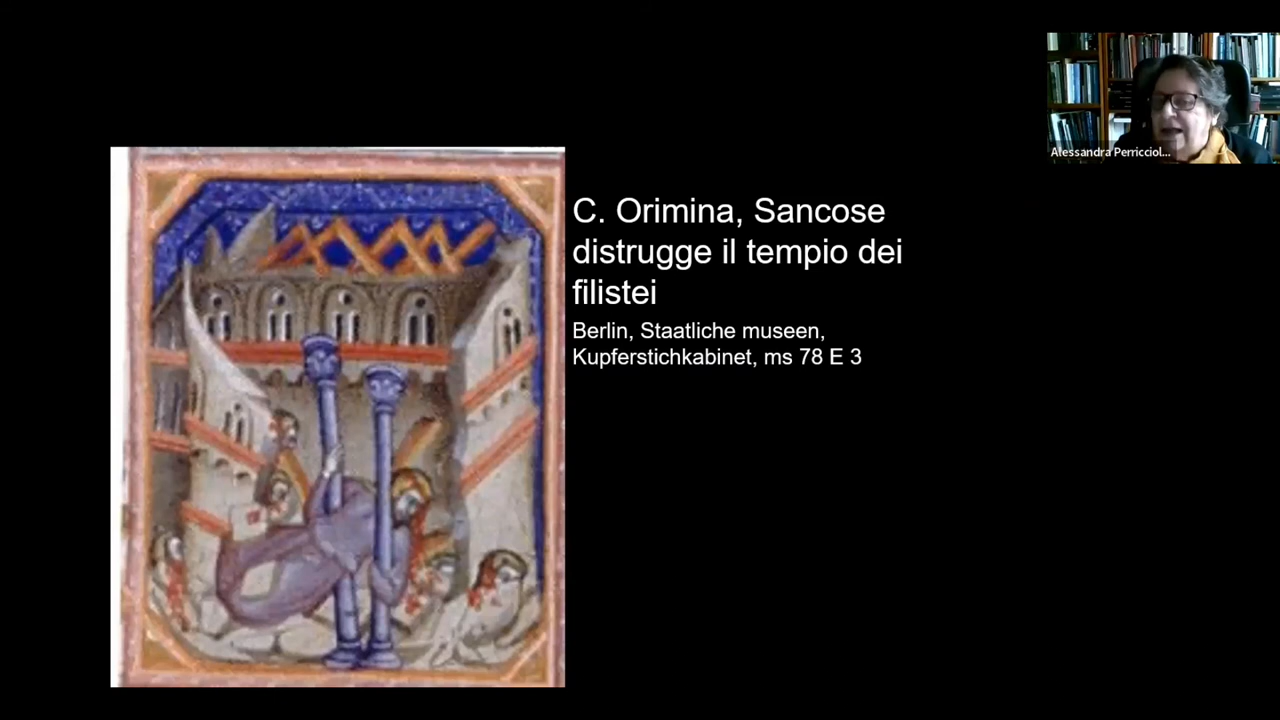 C. Orimina, Sancose
distrugge il tempio dei
filistei
Berlin, Staatliche museen,
Kupferstichkabinet, ms 78 E 3
Alessandra Perricciol...